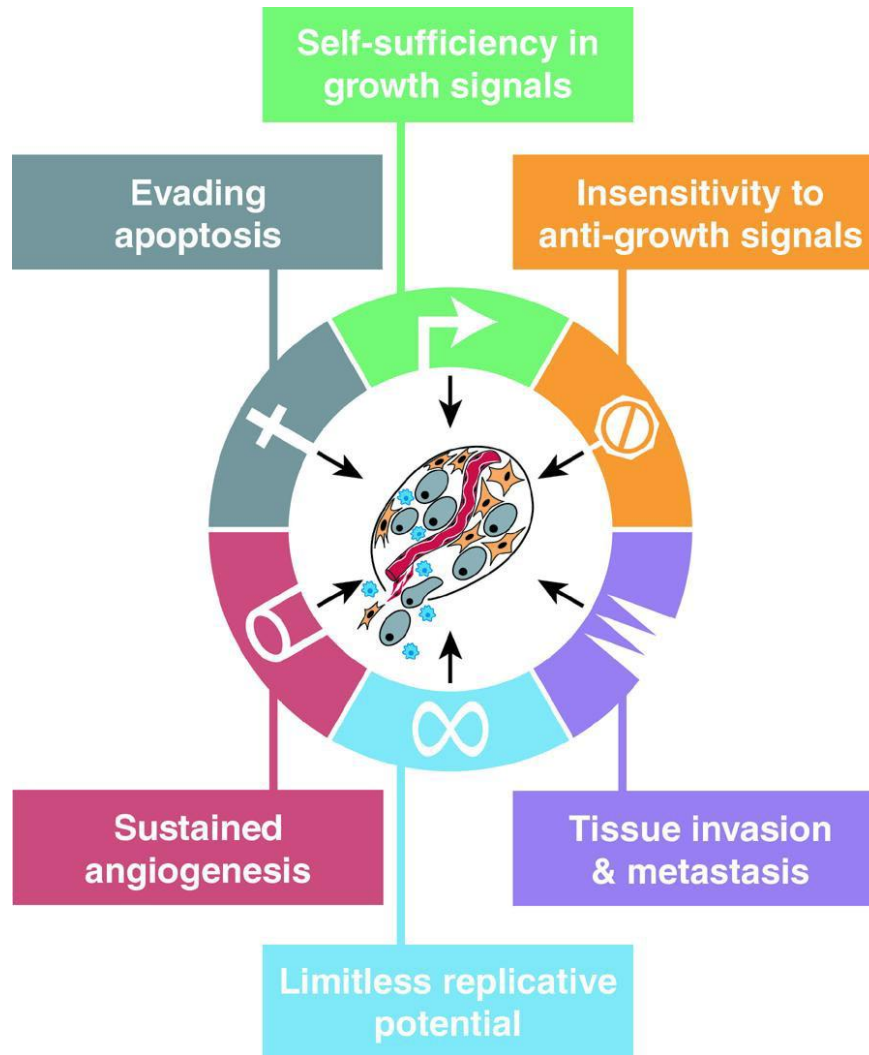 Self-sufficiency in
growth signals
Evading
apoptosis
Insensitivity to
anti-growth signals
Sustained
angiogenesis
Tissue invasion
& metastasis
Limitless replicative
potential